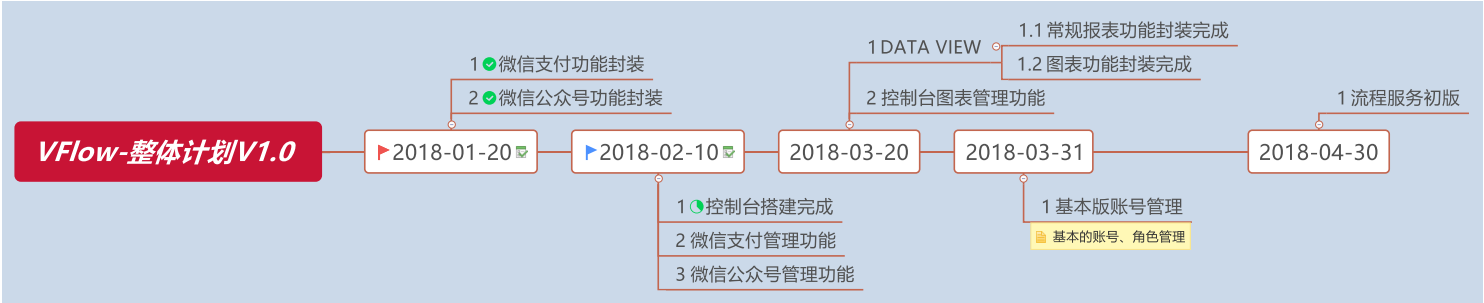 VFlow-整体计划V1.0
2018-01-20
1 微信支付功能封装
2 微信公众号功能封装
2018-02-10
1 控制台搭建完成
2 微信支付管理功能
3 微信公众号管理功能
2018-03-20
1 DATA VIEW
1.1 常规报表功能封装完成
1.2 图表功能封装完成
2 控制台图表管理功能
2018-03-31
1 基本版账号管理
基本的账号、角色管理
2018-04-30
1 流程服务初版